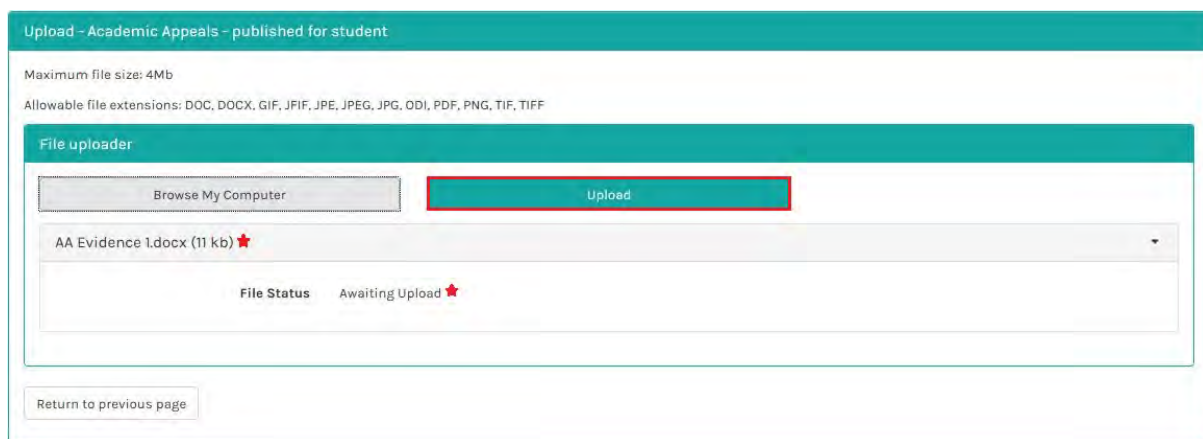 Upload - Academic Appeals - published for student
Maximum file size: 4Mb
Allowable file extensions: DOC, DOCX, GIF, JFIF, JPE, JPEG, JPG, ODI, PDF, PNG, TIF, TIFF
File uploader
Browse My Computer Upload
AA Evidence 1.docx (11 kb)
File Status Awaiting Upload
Return to previous page